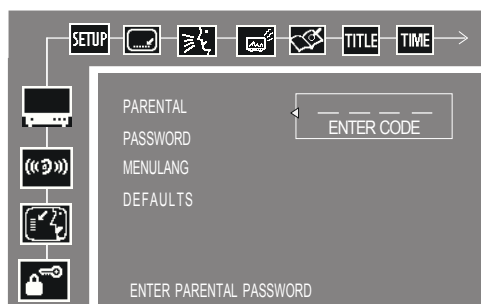 SETUP TITLE TIME
PARENTAL
ENTER CODE
PASSWORD
MENULANG
DEFAULTS
ENTER PARENTAL PASSWORD